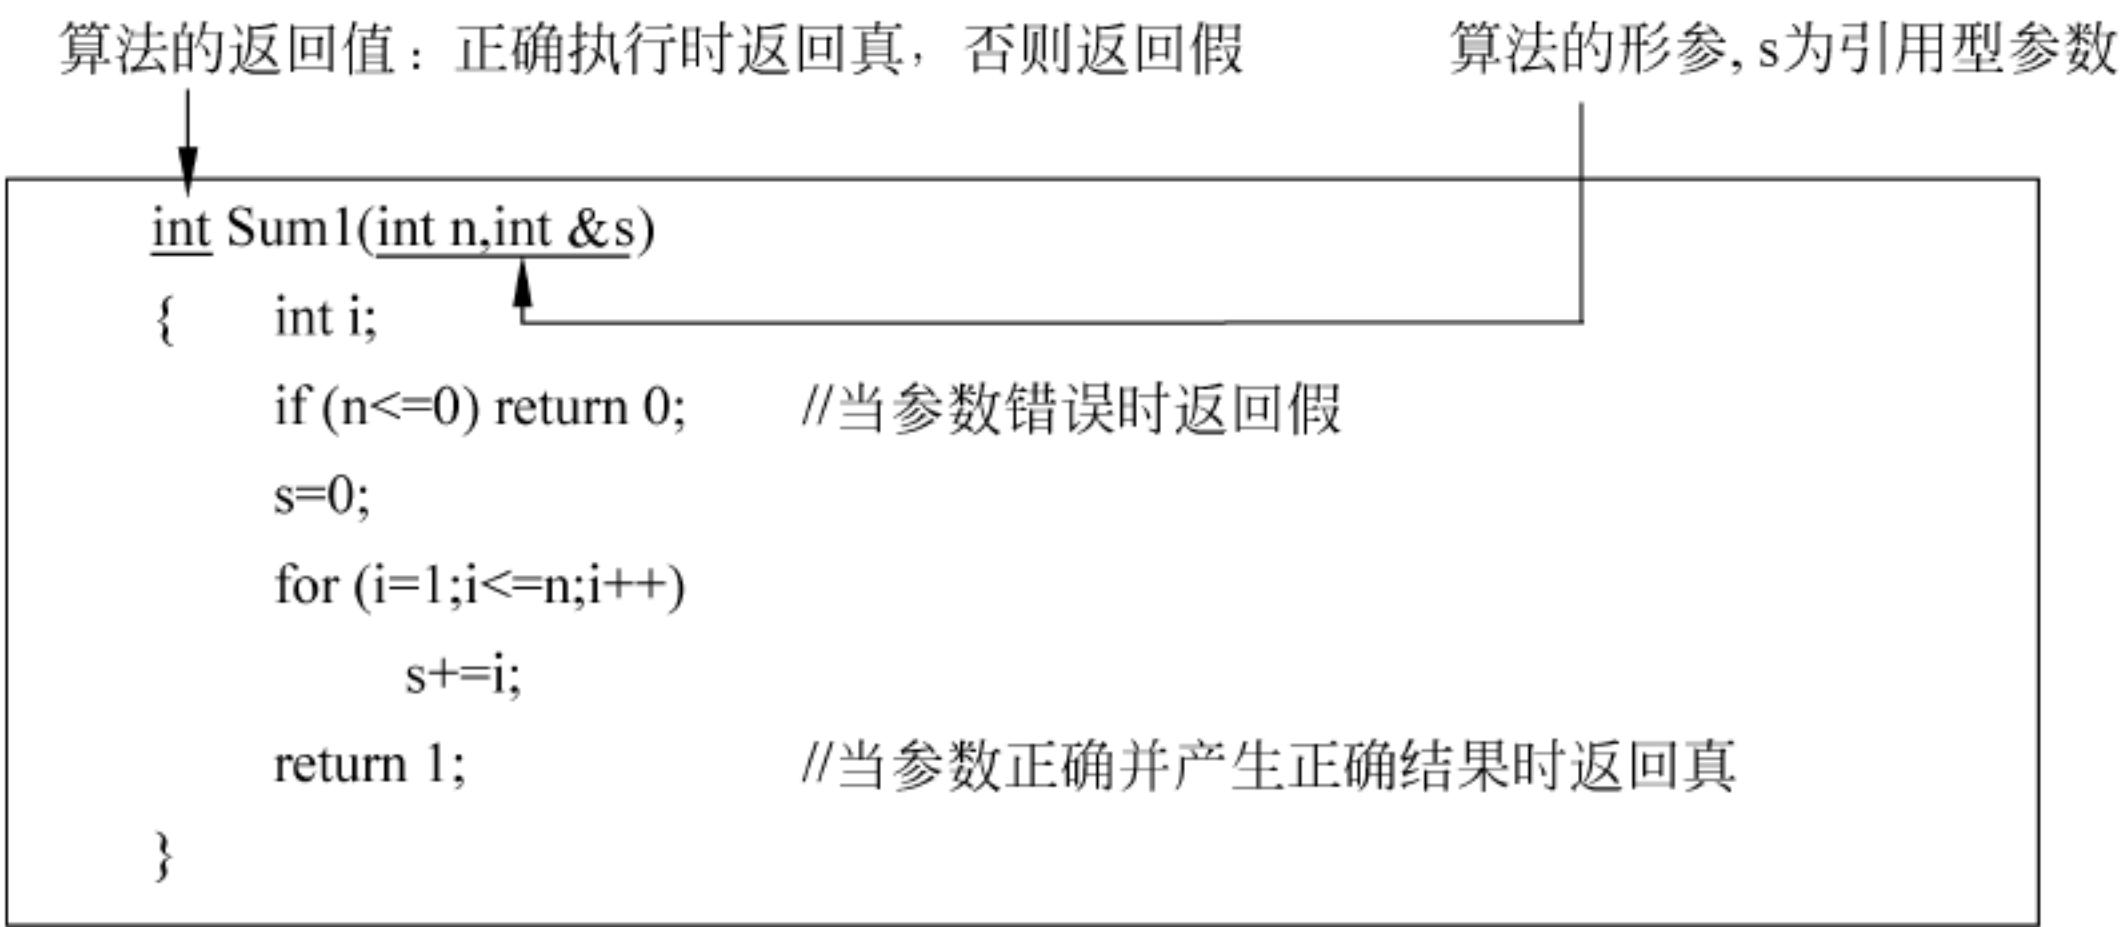 算法的返回值：正确执行时返回真，否则返回假
算法的形参, s为引用型参数
int Sum1(int n,int &s)
{ int i;
if (n<=0) return 0; //当参数错误时返回假
s=0;
for (i=1;i<=n;i++)
s+=i;
return 1; //当参数正确并产生正确结果时返回真
}